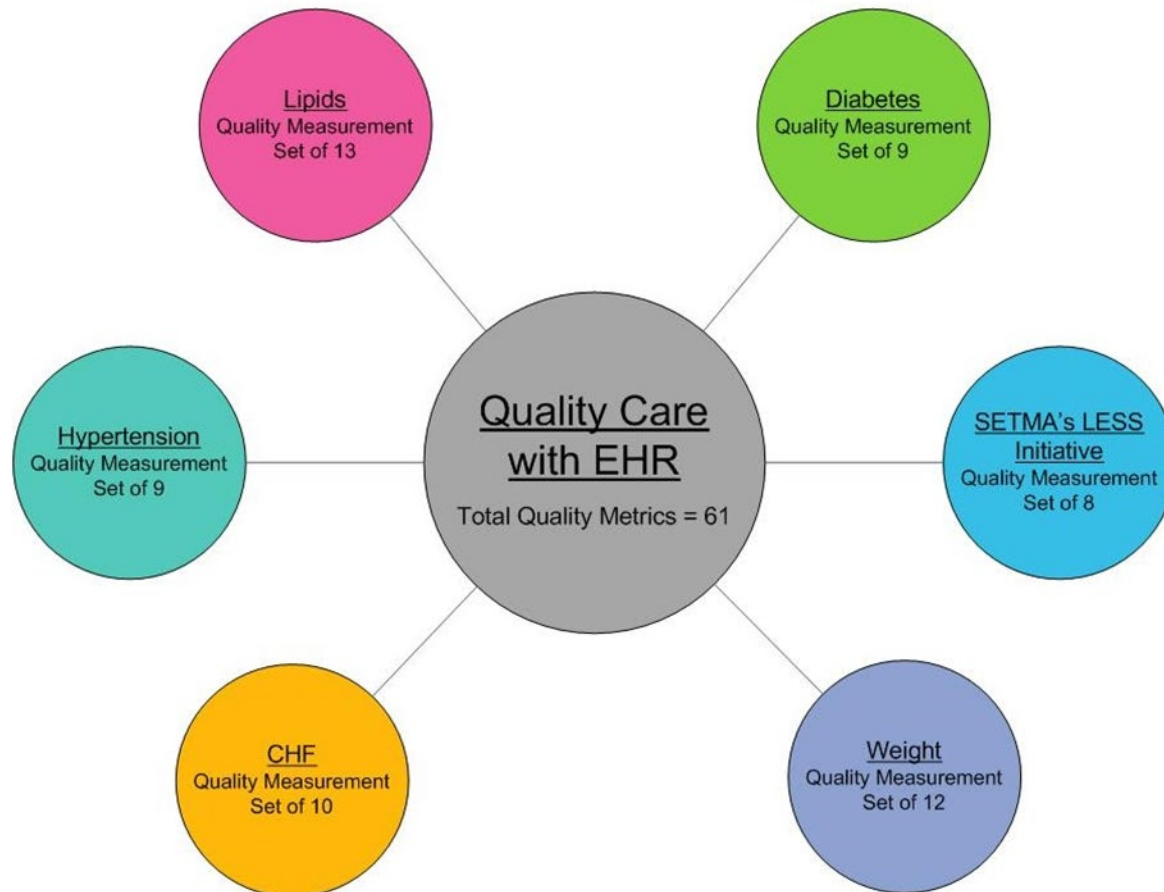 Lipids
Quality Measurement
Set of 13
Diabetes
Quality Measurement
Set of 9
Hypertension
Quality Measurement
Set of 9
Quality Care
with EHR
Total Quality Metrics = 61
SETMA's LESS
Initiative
Quality Measurement
Set of 8
CHF
Quality Measurement
Set of 10
Weight
Quality Measurement
Set of 12